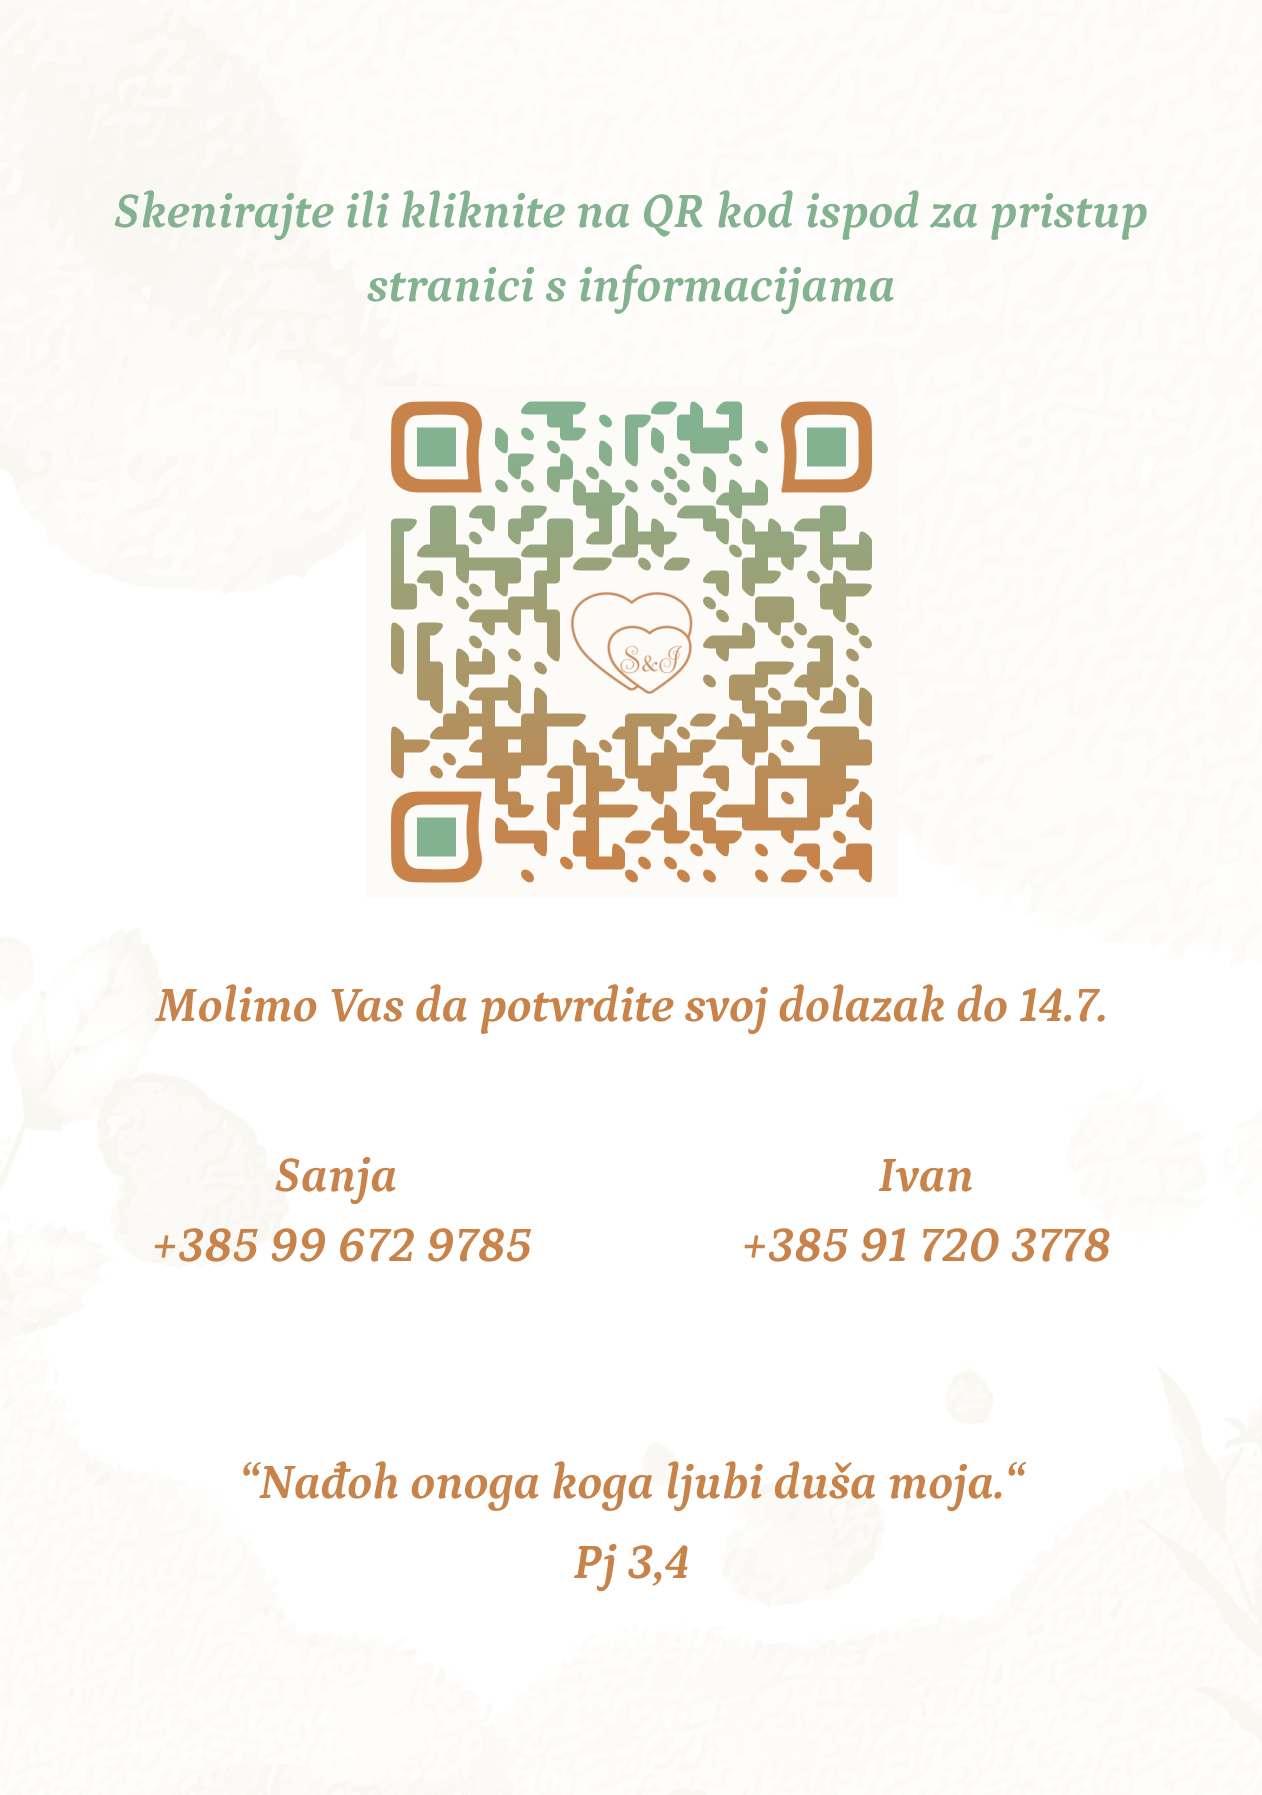 Skenirajte ili kliknite na QR kod ispod za pristup
stranici s informacijama
S&J
Molimo Vas da potvrdite svoj dolazak do 14.7.
Sanja
+385 99 672 9785
Ivan
+385 91 720 3778
“Nađoh onoga koga ljubi duša moja.“
Pj 3,4